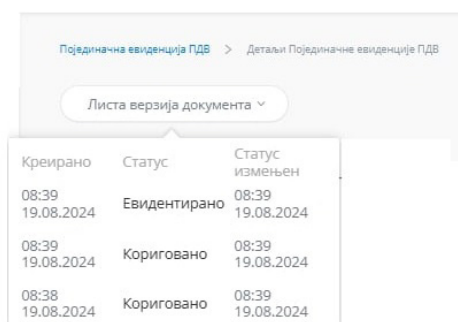 Појединачна евиденција ПДВ > Детаљи Појединачне евиденције ПДВ
Листа верзија документа
Креирано Статус Статус измењен
08:39 19.08.2024 Евидентирано 08:39 19.08.2024
08:39 19.08.2024 Кориговано 08:39 19.08.2024
08:38 19.08.2024 Кориговано 08:39 19.08.2024